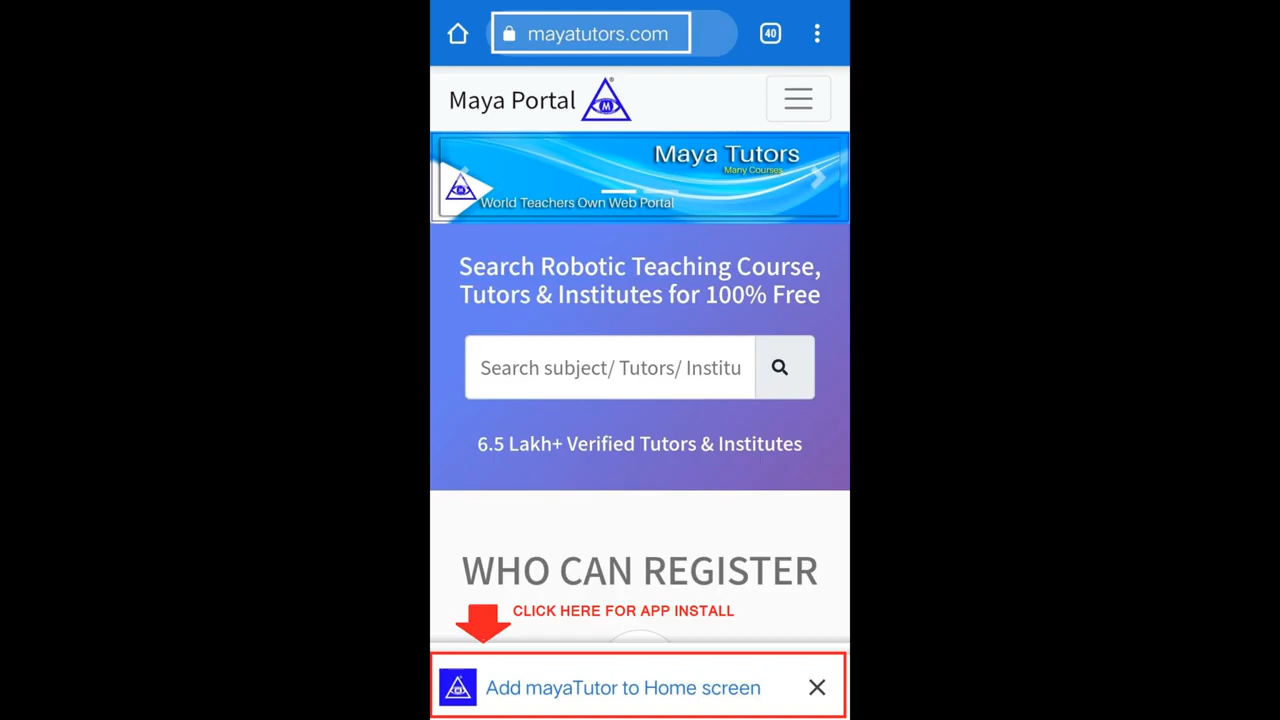 mayatutors.com
40
Maya Portal
M
®
Maya Tutors
Many Courses
World Teachers Own Web Portal
Search Robotic Teaching Course,
Tutors & Institutes for 100% Free
Search subject/ Tutors/ Institu
6.5 Lakh+ Verified Tutors & Institutes
WHO CAN REGISTER
CLICK HERE FOR APP INSTALL
Add mayaTutor to Home screen